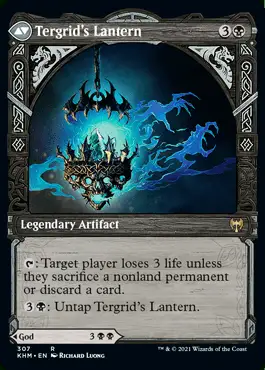 Tergrid's Lantern 3
Legendary Artifact
: Target player loses 3 life unless
they sacrifice a nonland permanent
or discard a card.
3 : Untap Tergrid's Lantern.
God 3
307 R
KHM • EN RICHARD LUONG ™ & © 2021 Wizards of the Coast